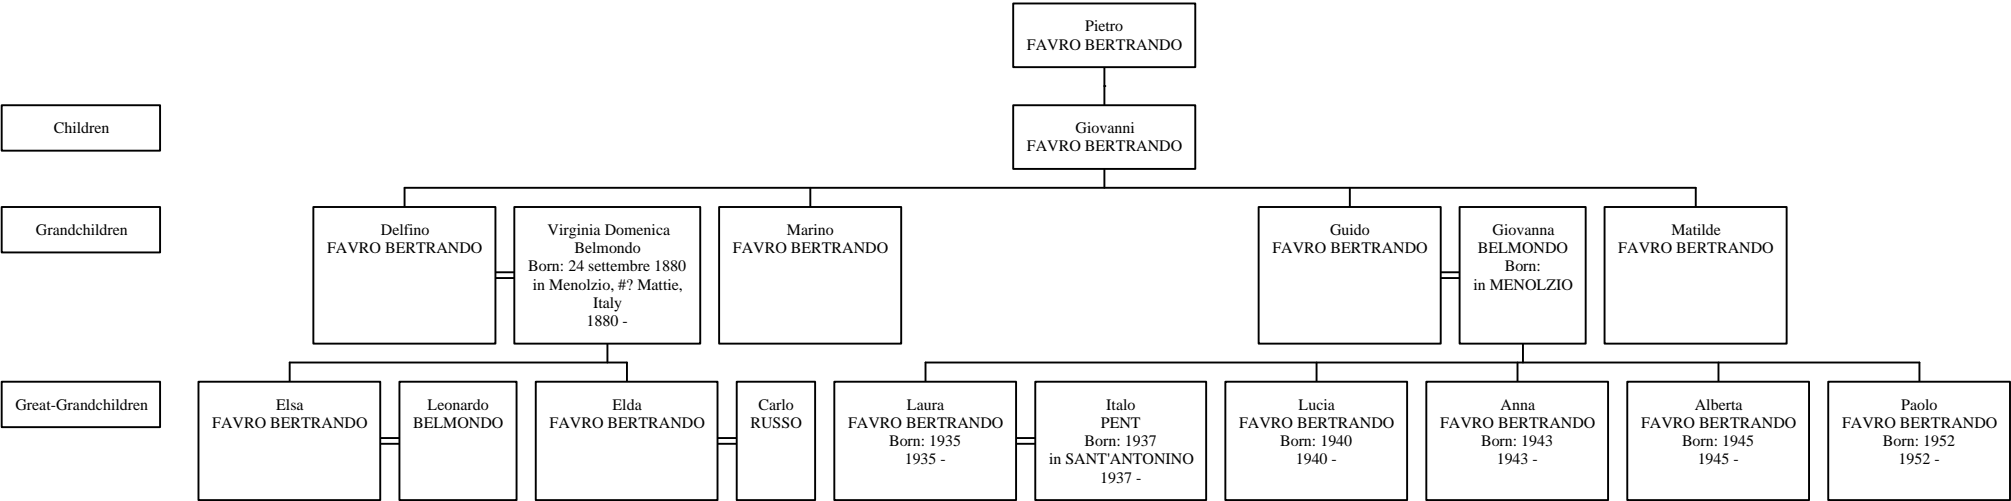 Pietro
FAVRO BERTRANDO
Children
Giovanni
FAVRO BERTRANDO
Grandchildren
Delfino
FAVRO BERTRANDO
Virginia Domenica
Belmondo
Born: 24 settembre 1880
in Menolzio, #? Mattie,
Italy
1880 -
Marino
FAVRO BERTRANDO
Guido
FAVRO BERTRANDO
Giovanna
BELMONDO
Born:
in MENOLZIO
Matilde
FAVRO BERTRANDO
Great-Grandchildren
Elsa
FAVRO BERTRANDO
Leonardo
BELMONDO
Elda
FAVRO BERTRANDO
Carlo
RUSSO
Laura
FAVRO BERTRANDO
Born: 1935
1935 -
Italo
PENT
Born: 1937
in SANT'ANTONINO
1937 -
Lucia
FAVRO BERTRANDO
Born: 1940
1940 -
Anna
FAVRO BERTRANDO
Born: 1943
1943 -
Alberta
FAVRO BERTRANDO
Born: 1945
1945 -
Paolo
FAVRO BERTRANDO
Born: 1952
1952 -